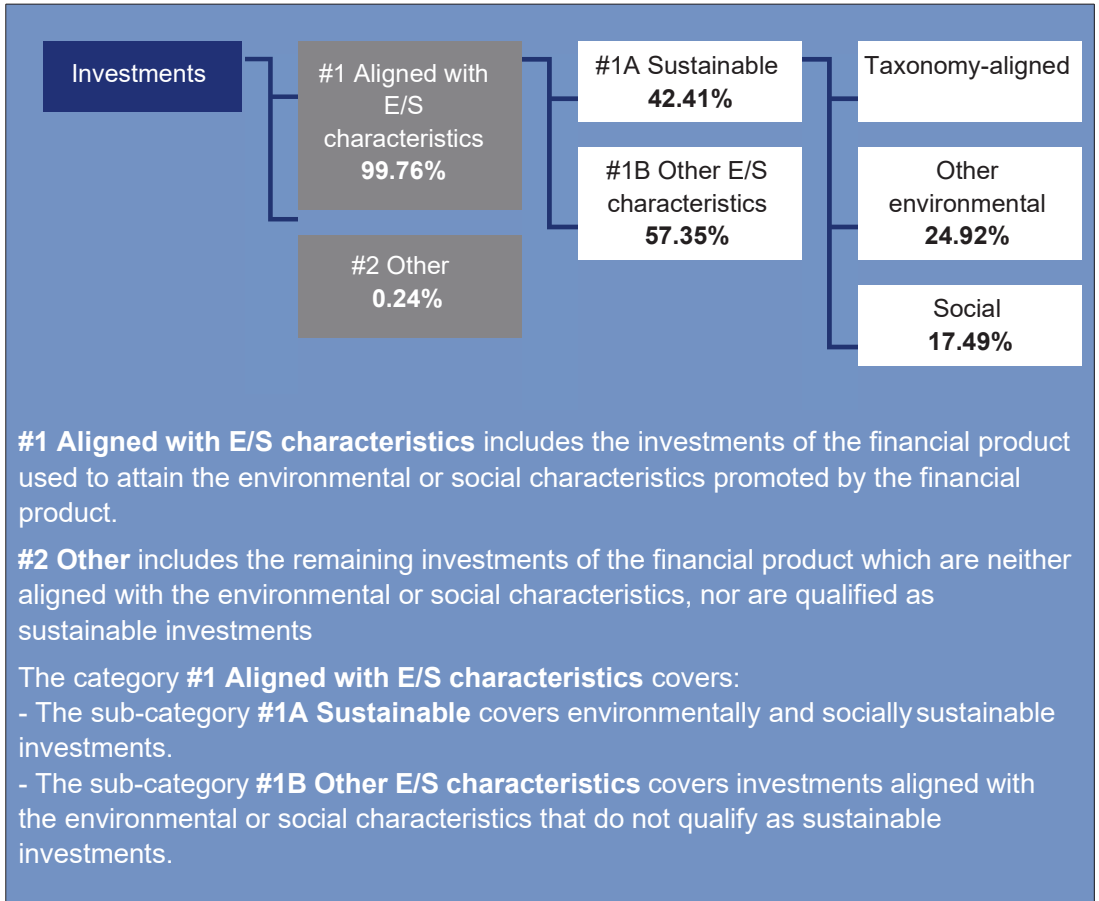 Investments
#1 Aligned with
E/S
characteristics
99.76%
#2 Other
0.24%
#1A Sustainable
42.41%
#1B Other E/S
characteristics
57.35%
Taxonomy-aligned
Other
environmental
24.92%
Social
17.49%
#1 Aligned with E/S characteristics includes the investments of the financial product
used to attain the environmental or social characteristics promoted by the financial
product.
#2 Other includes the remaining investments of the financial product which are neither
aligned with the environmental or social characteristics, nor are qualified as
sustainable investments
The category #1 Aligned with E/S characteristics covers:
- The sub-category #1A Sustainable covers environmentally and socially sustainable
investments.
- The sub-category #1B Other E/S characteristics covers investments aligned with
the environmental or social characteristics that do not qualify as sustainable
investments.